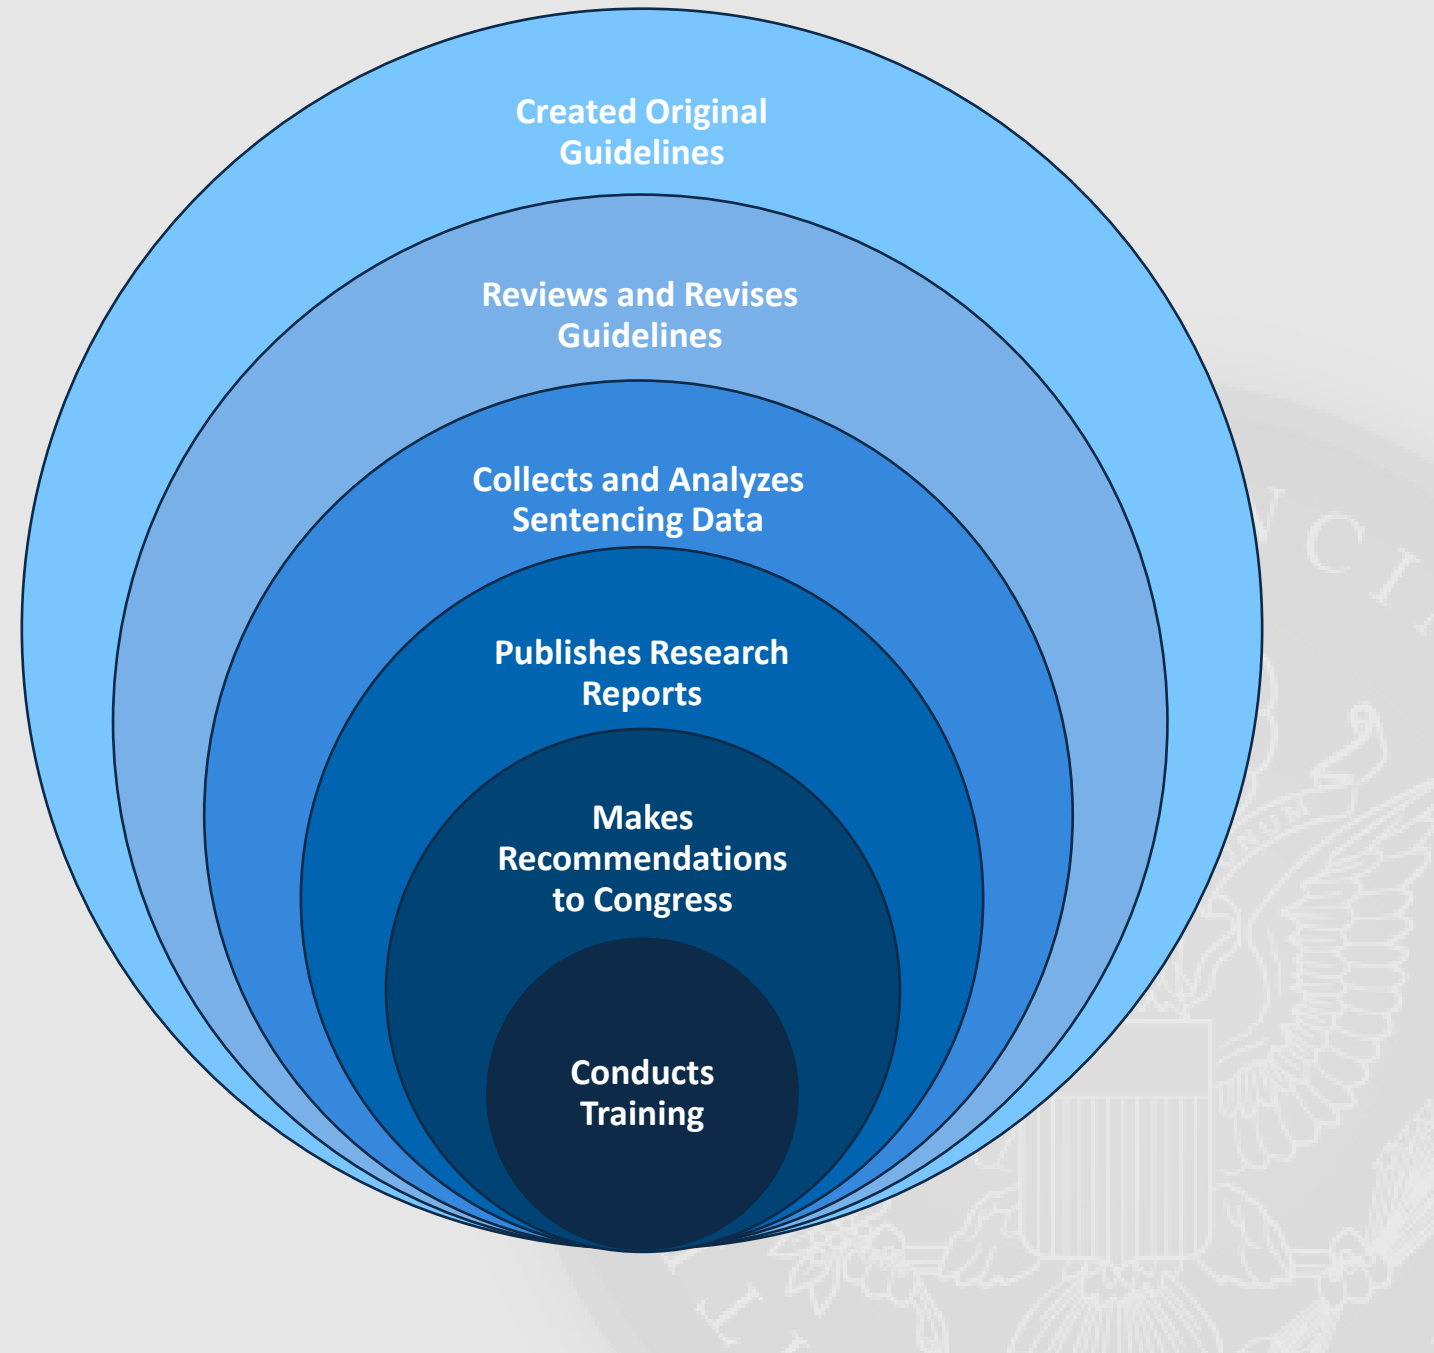 Created Original
Guidelines
Reviews and Revises
Guidelines
Collects and Analyzes
Sentencing Data
Publishes Research
Reports
Makes
Recommendations
to Congress
Conducts
Training